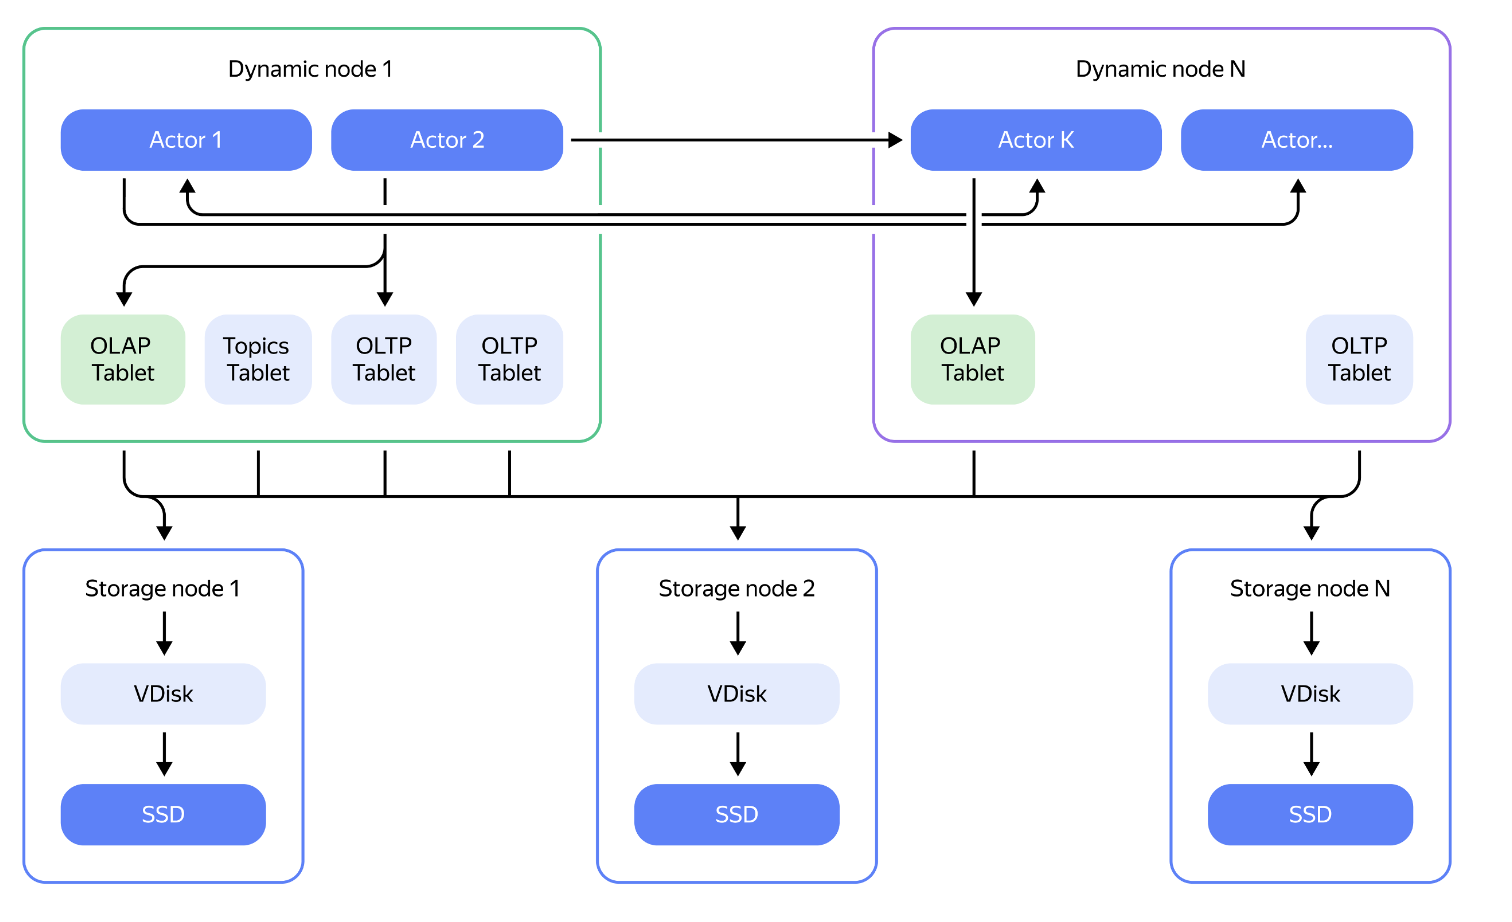 Dynamic node 1
Actor 1
Actor 2
OLAP
Tablet
Topics
Tablet
OLTP
Tablet
OLTP
Tablet
Dynamic node N
Actor K
Actor...
OLAP
Tablet
OLTP
Tablet
Storage node 1
VDisk
SSD
Storage node 2
VDisk
SSD
Storage node N
VDisk
SSD